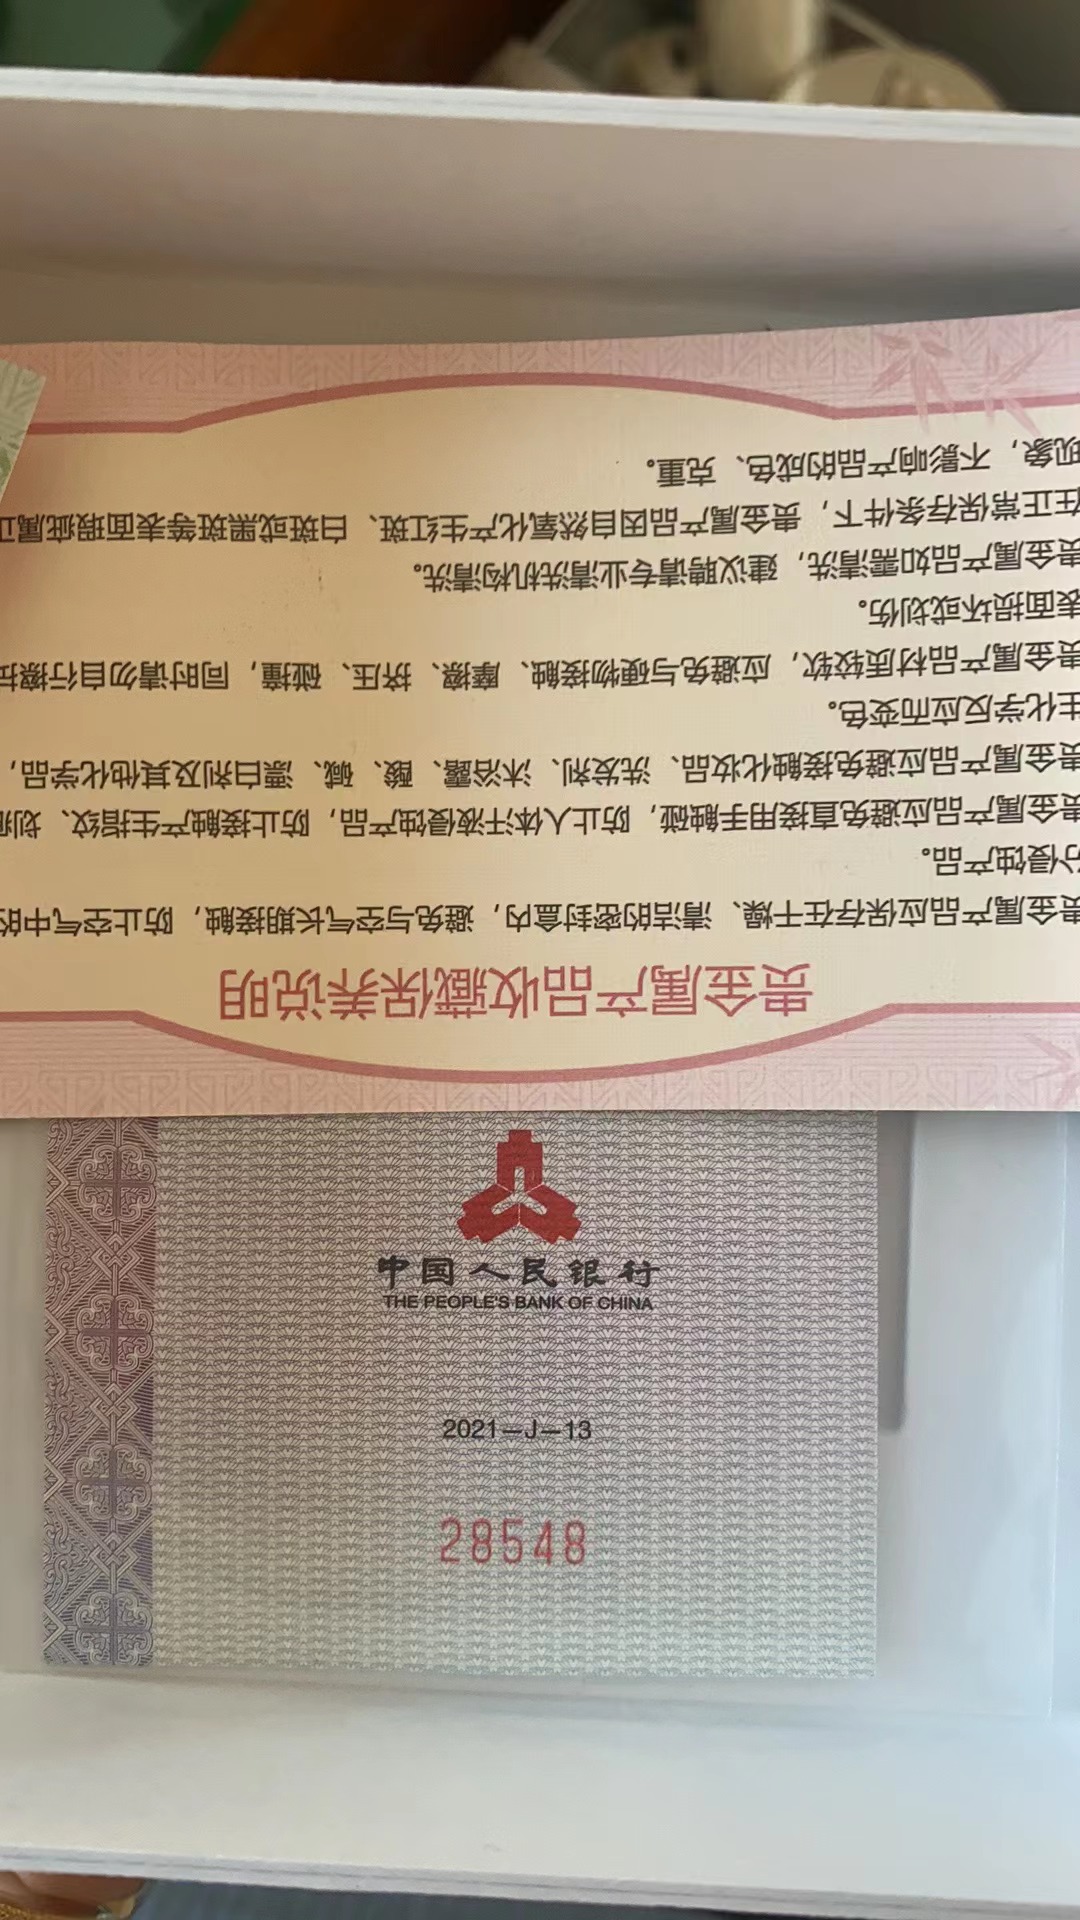 贵金属产品收藏保养说明
贵金属产品应保存在干燥、清洁的密封盒内，避免与空气长期接触，防止空气中的
分侵蚀产品。
贵金属产品应避免直接用手触碰，防止人体汗液侵蚀产品，防止接触产生指纹、划痕
贵金属产品应避免接触化妆品、洗发剂、沐浴露、酸、碱、漂白剂及其他化学品，
生化学反应而变色。
贵金属产品材质较软，应避免与硬物接触、摩擦、挤压、碰撞，同时请勿自行擦拭
表面损坏或划伤。
贵金属产品如需清洗，建议聘请专业清洗机构清洗。
在正常保存条件下，贵金属产品因自然氧化产生红斑、白斑或黑斑等表面瑕疵属
现象，不影响产品的成色、克重。
中国人民银行
THE PEOPLE'S BANK OF CHINA
2021—J—13
28548